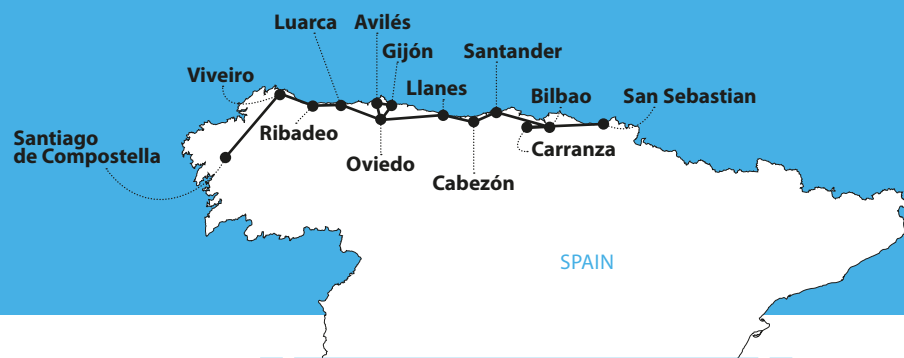 Luarca
Avilés
Gijón
Santander
Viveiro
Llanes
Bilbao
San Sebastian
Ribadeo
Santiago
de Compostella
Oviedo
Carranza
Cabezón
SPAIN